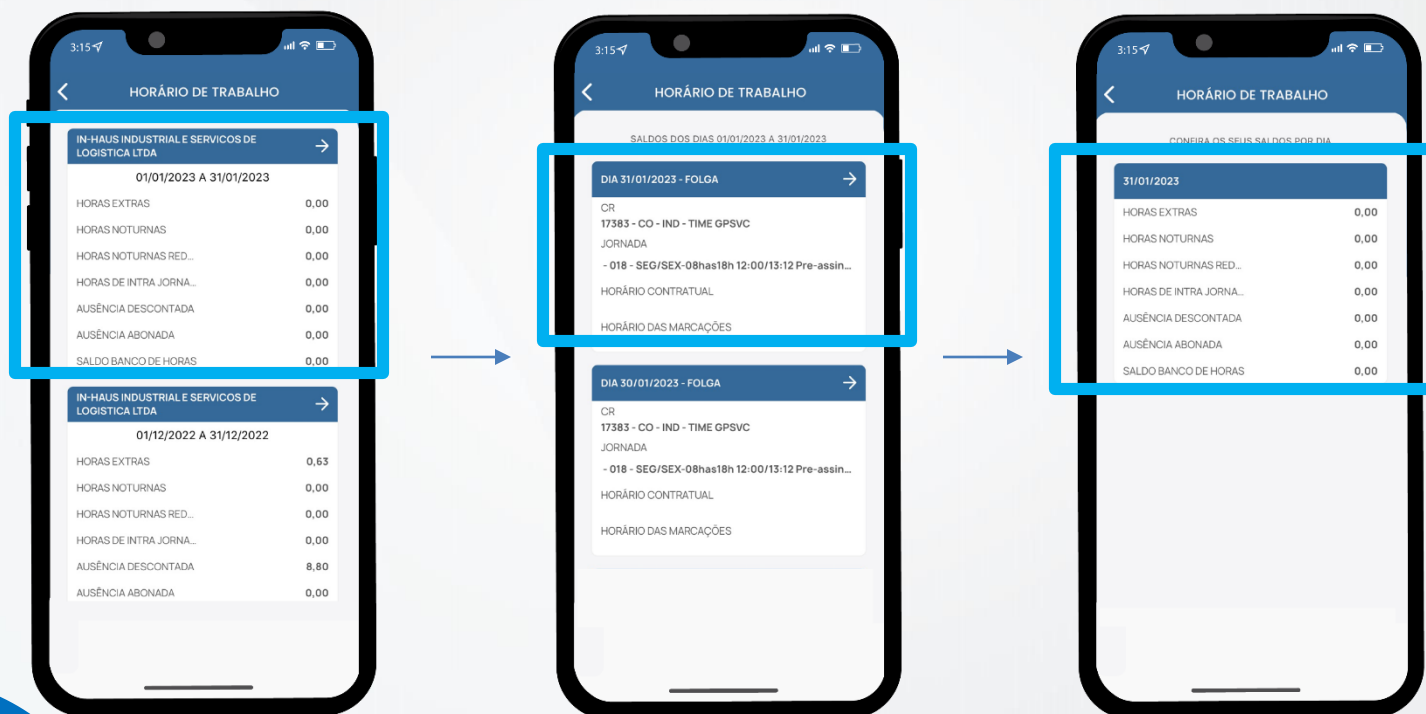 3:15
HORÁRIO DE TRABALHO
IN-HAUS INDUSTRIAL E SERVICOS DE
LOGISTICA LTDA
01/01/2023 A 31/01/2023
HORAS EXTRAS 0,00
HORAS NOTURNAS 0,00
HORAS NOTURNAS RED... 0,00
HORAS DE INTRA JORNA... 0,00
AUSÊNCIA DESCONTADA 0,00
AUSÊNCIA ABONADA 0,00
SALDO BANCO DE HORAS 0,00
IN-HAUS INDUSTRIAL E SERVICOS DE
LOGISTICA LTDA
01/12/2022 A 31/12/2022
HORAS EXTRAS 0,63
HORAS NOTURNAS 0,00
HORAS NOTURNAS RED... 0,00
HORAS DE INTRA JORNA... 0,00
AUSÊNCIA DESCONTADA 8,80
AUSÊNCIA ABONADA 0,00
3:15
HORÁRIO DE TRABALHO
SALDOS DOS DIAS 01/01/2023 A 31/01/2023
DIA 31/01/2023 - FOLGA
CR
17383 - CO - IND - TIME GPSVC
JORNADA
- 018 - SEG/SEX-08has18h 12:00/13:12 Pre-assin...
HORÁRIO CONTRATUAL
HORÁRIO DAS MARCAÇÕES
DIA 30/01/2023 - FOLGA
CR
17383 - CO - IND - TIME GPSVC
JORNADA
- 018 - SEG/SEX-08has18h 12:00/13:12 Pre-assin...
HORÁRIO CONTRATUAL
HORÁRIO DAS MARCAÇÕES
3:15
HORÁRIO DE TRABALHO
CONFIRA OS SEUS SALDOS POR DIA
31/01/2023
HORAS EXTRAS 0,00
HORAS NOTURNAS 0,00
HORAS NOTURNAS RED... 0,00
HORAS DE INTRA JORNA... 0,00
AUSÊNCIA DESCONTADA 0,00
AUSÊNCIA ABONADA 0,00
SALDO BANCO DE HORAS 0,00